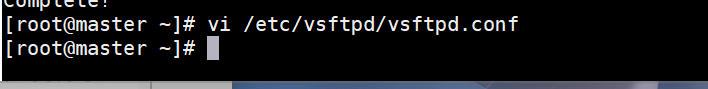 Complete!
[root@master ~]# vi /etc/vsftpd/vsftpd.conf
[root@master ~]#